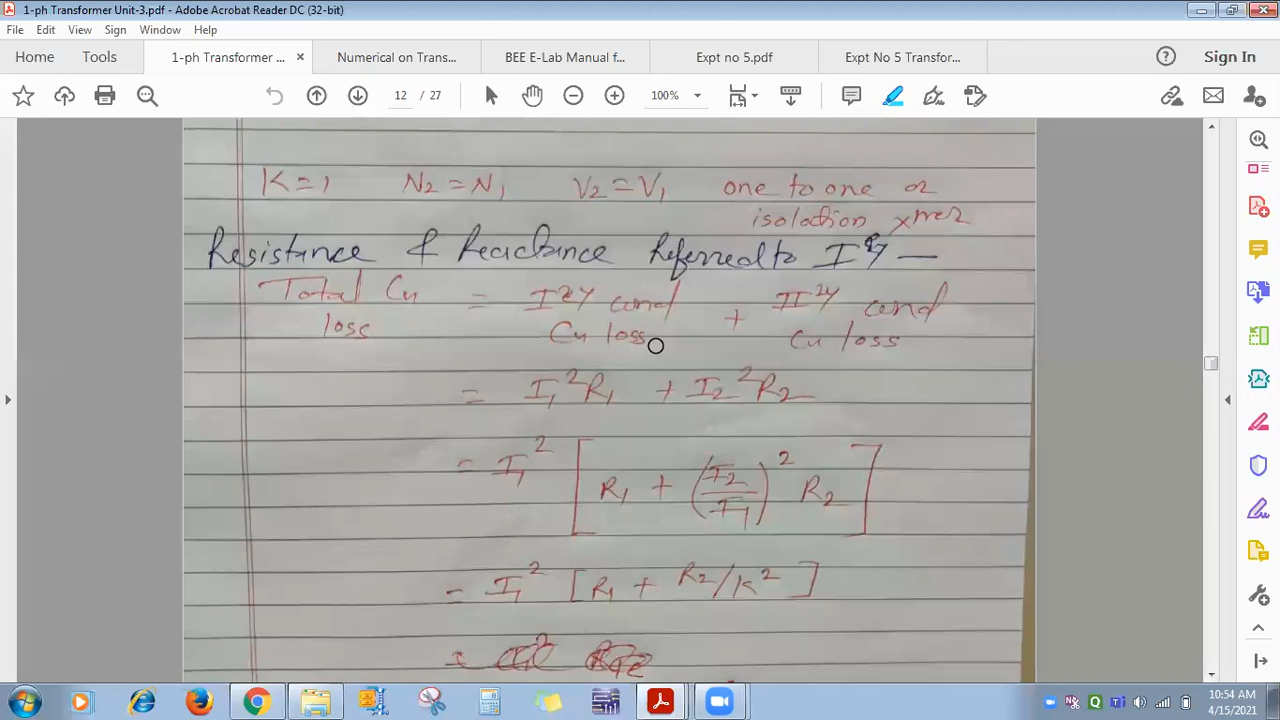 1-ph Transformer Unit-3.pdf - Adobe Acrobat Reader DC (32-bit)
File Edit View Sign Window Help
Home Tools 1-ph Transformer ... × Numerical on Trans... BEE E-Lab Manual f... Expt no 5.pdf Expt No 5 Transfor... Sign In
12 / 27 100%
K=1 N2=N1 V2=V1 one to one or
isolation xmer
Resistance & Reactance Referred to Iry —
Total Cu = Iry cond + IIry cond
loss Cu loss Cu loss
= I1²R1 + I2²R2
= I1² [R1 + (I2/I1)² R2]
= I1² [R1 + R2/K²]
10:54 AM
4/15/2021